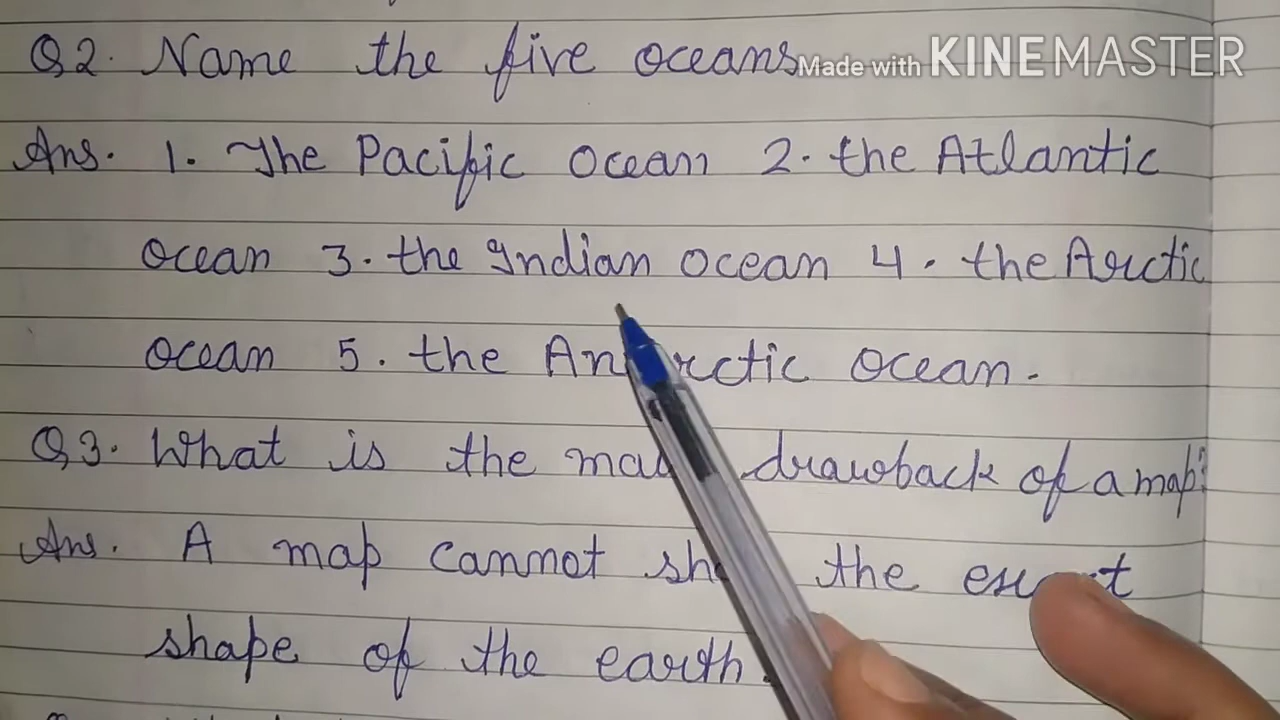 Q2. Name the five oceans
Made with KINEMASTER
Ans. 1. The Pacific Ocean 2. the Atlantic
Ocean 3. the Indian Ocean 4. the Arctic
Ocean 5. the Ocean.
Q3. What is the drawback of a map?
Ans. A map cannot the
shape of the earth.